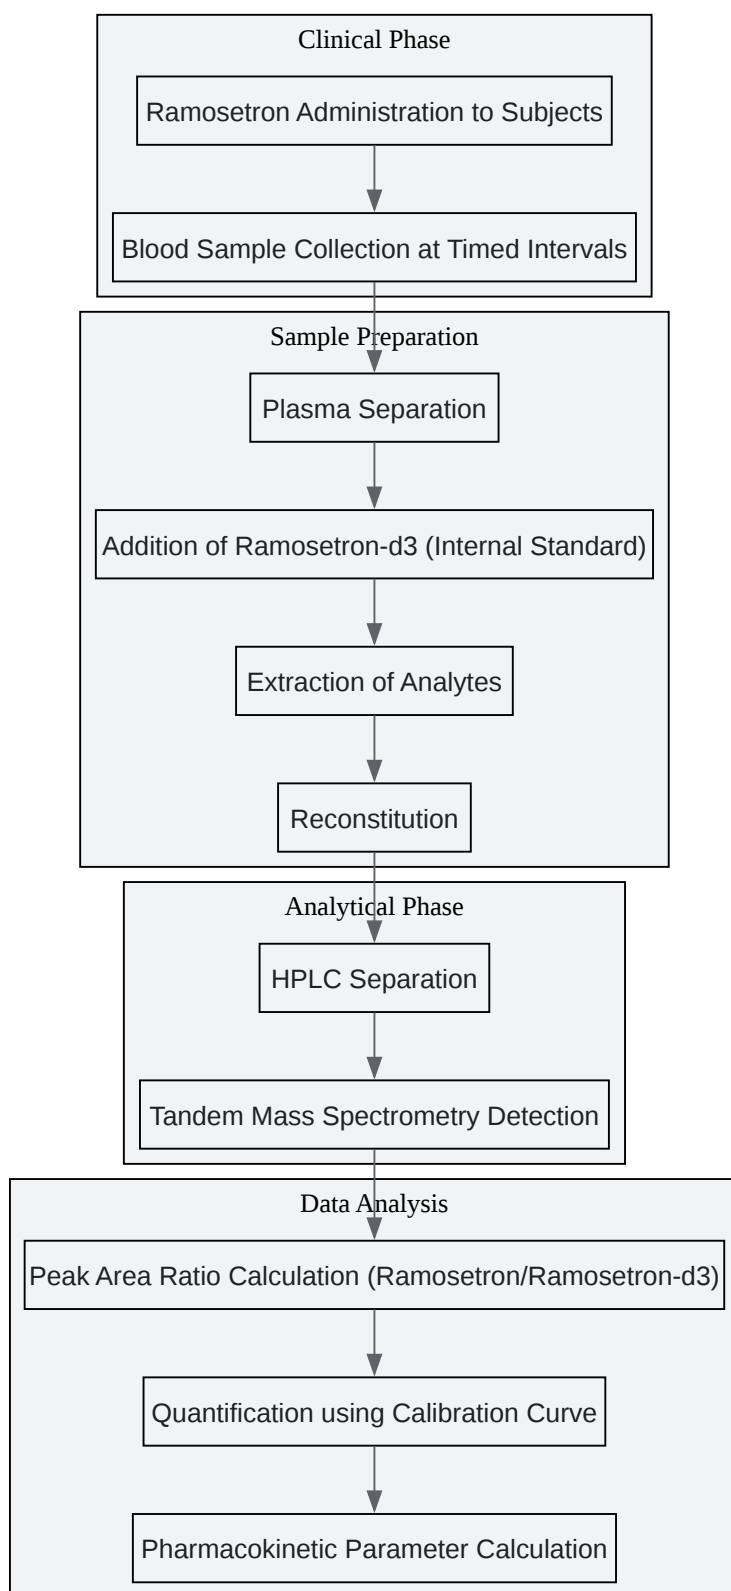 Clinical Phase
Ramosetron Administration to Subjects
Blood Sample Collection at Timed Intervals
Sample Preparation
Plasma Separation
Addition of Ramosetron-d3 (Internal Standard)
Extraction of Analytes
Reconstitution
Analytical Phase
HPLC Separation
Tandem Mass Spectrometry Detection
Data Analysis
Peak Area Ratio Calculation (Ramosetron/Ramosetron-d3)
Quantification using Calibration Curve
Pharmacokinetic Parameter Calculation